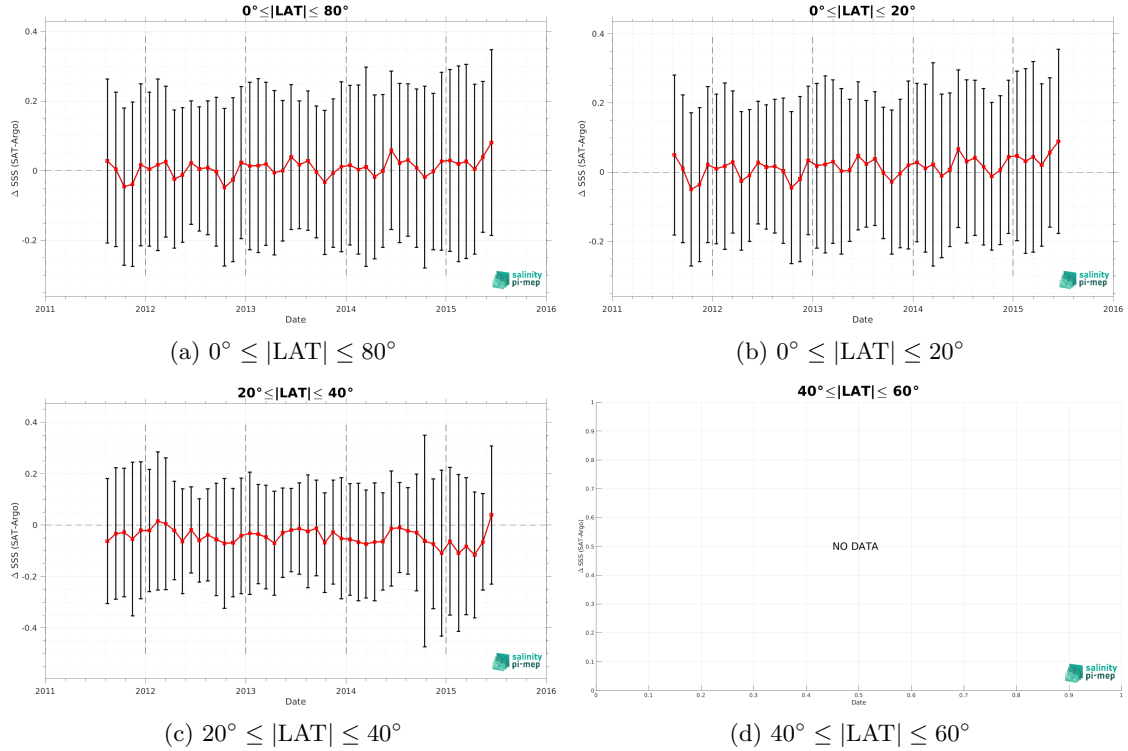 0°≤|LAT|≤ 80°
0.4
0.2
0
-0.2
Δ SSS (SAT-Argo)
2011 2012 2013 2014 2015 2016
Date
salinity
pi-mep
(a) 0° ≤ |LAT| ≤ 80°
0°≤|LAT|≤ 20°
0.4
0.2
0
-0.2
Δ SSS (SAT-Argo)
2011 2012 2013 2014 2015 2016
Date
salinity
pi-mep
(b) 0° ≤ |LAT| ≤ 20°
20°≤|LAT|≤ 40°
0.4
0.2
0
-0.2
-0.4
Δ SSS (SAT-Argo)
2011 2012 2013 2014 2015 2016
Date
salinity
pi-mep
(c) 20° ≤ |LAT| ≤ 40°
40°≤|LAT|≤ 60°
1
0.9
0.8
0.7
0.6
0.5
0.4
0.3
0.2
0.1
0
Δ SSS (SAT-Argo)
NO DATA
0 0.1 0.2 0.3 0.4 0.5 0.6 0.7 0.8 0.9 1
Date
salinity
pi-mep
(d) 40° ≤ |LAT| ≤ 60°